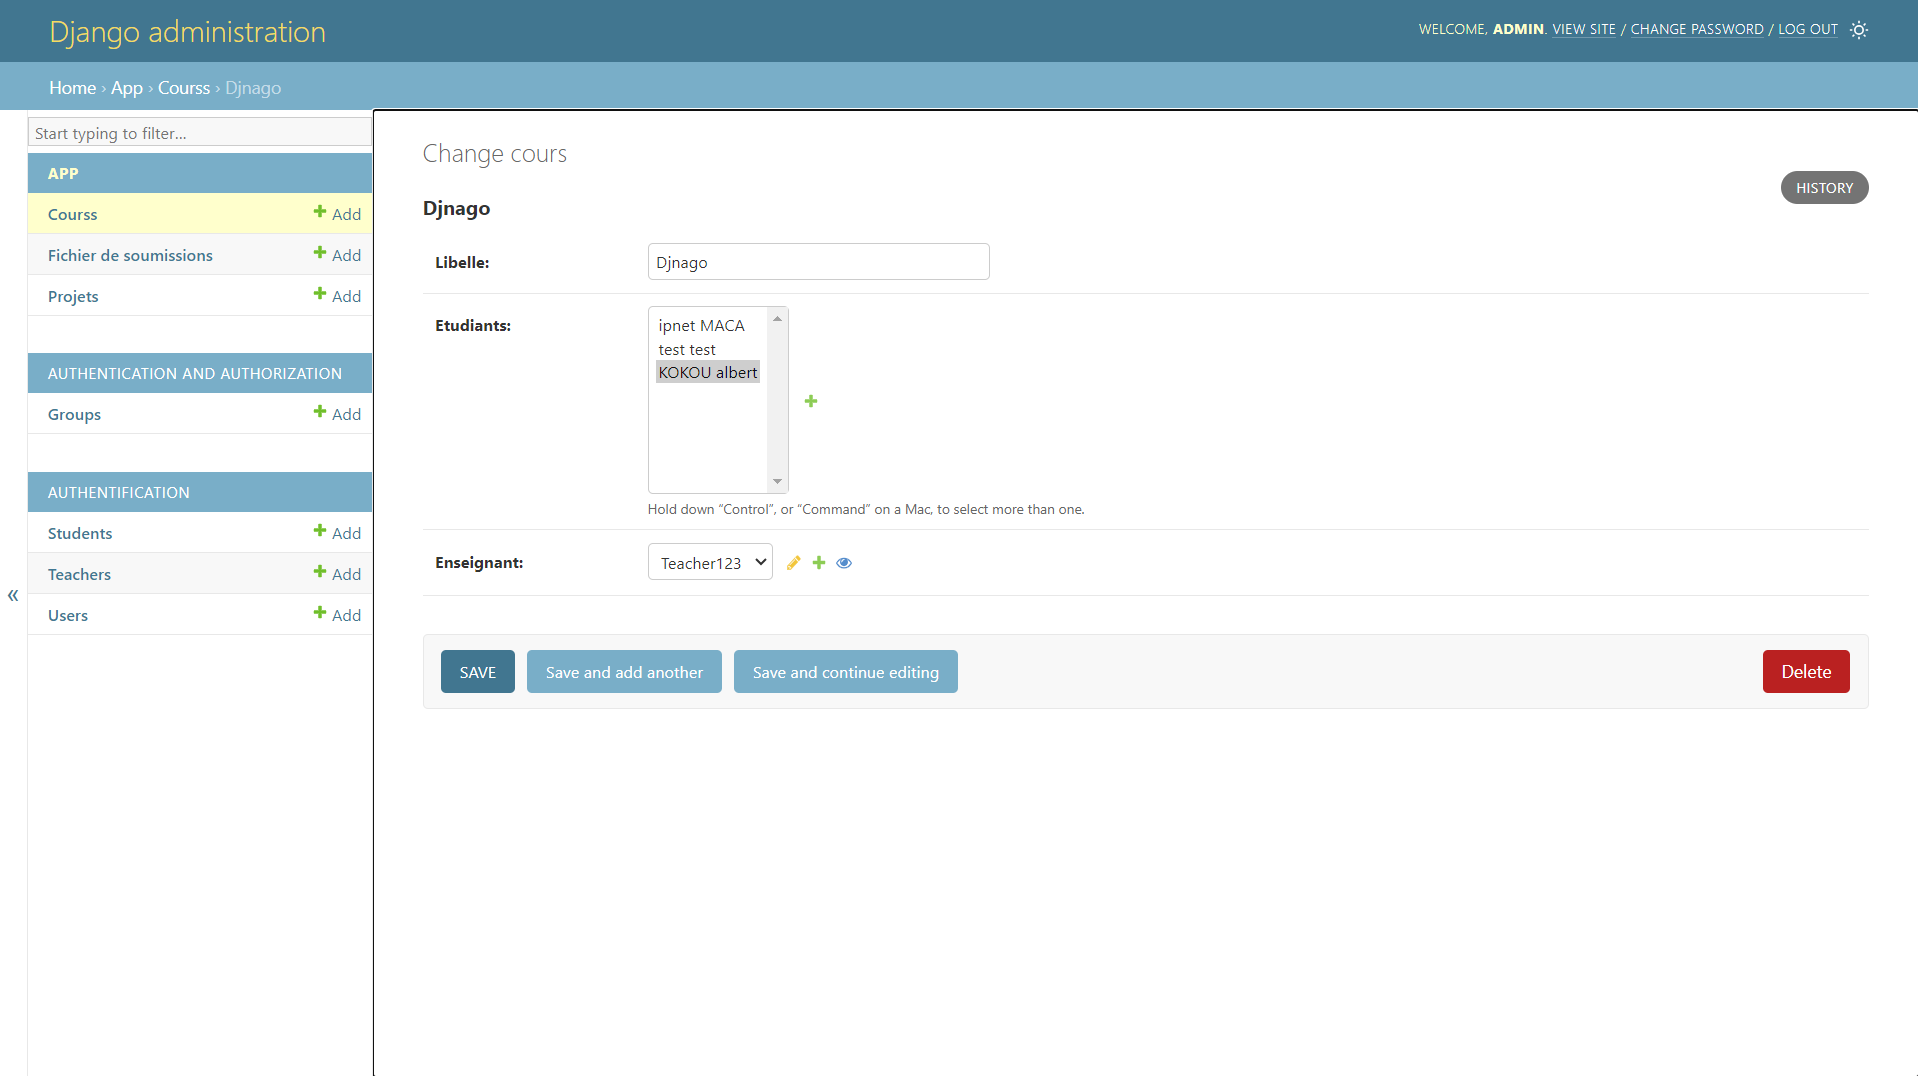 Django administration
WELCOME, ADMIN. VIEW SITE / CHANGE PASSWORD / LOG OUT
Home › App › Courss › Djnago
Start typing to filter...
APP
Courss
Add
Fichier de soumissions
Add
Projets
Add
AUTHENTICATION AND AUTHORIZATION
Groups
Add
AUTHENTIFICATION
Students
Add
Teachers
Add
Users
Add
«
Change cours
HISTORY
Djnago
Libelle:
Djnago
Etudiants:
ipnet MACA
test test
KOKOU albert
Hold down “Control”, or “Command” on a Mac, to select more than one.
Enseignant:
Teacher123
SAVE
Save and add another
Save and continue editing
Delete